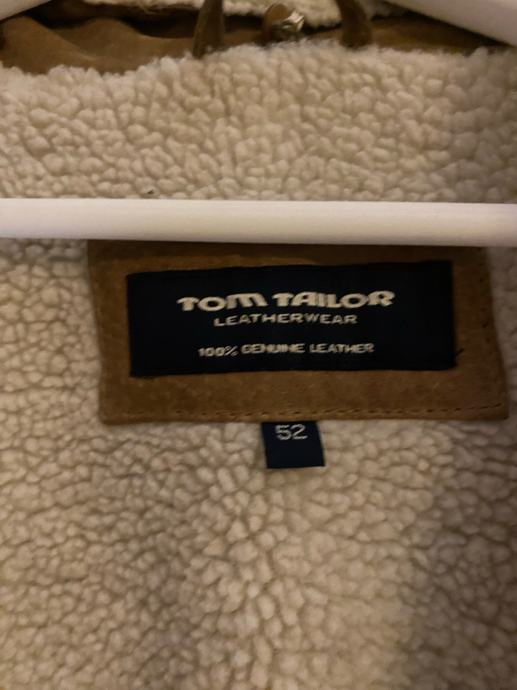 TOM TAILOR
LEATHERWEAR
100% GENUINE LEATHER
52